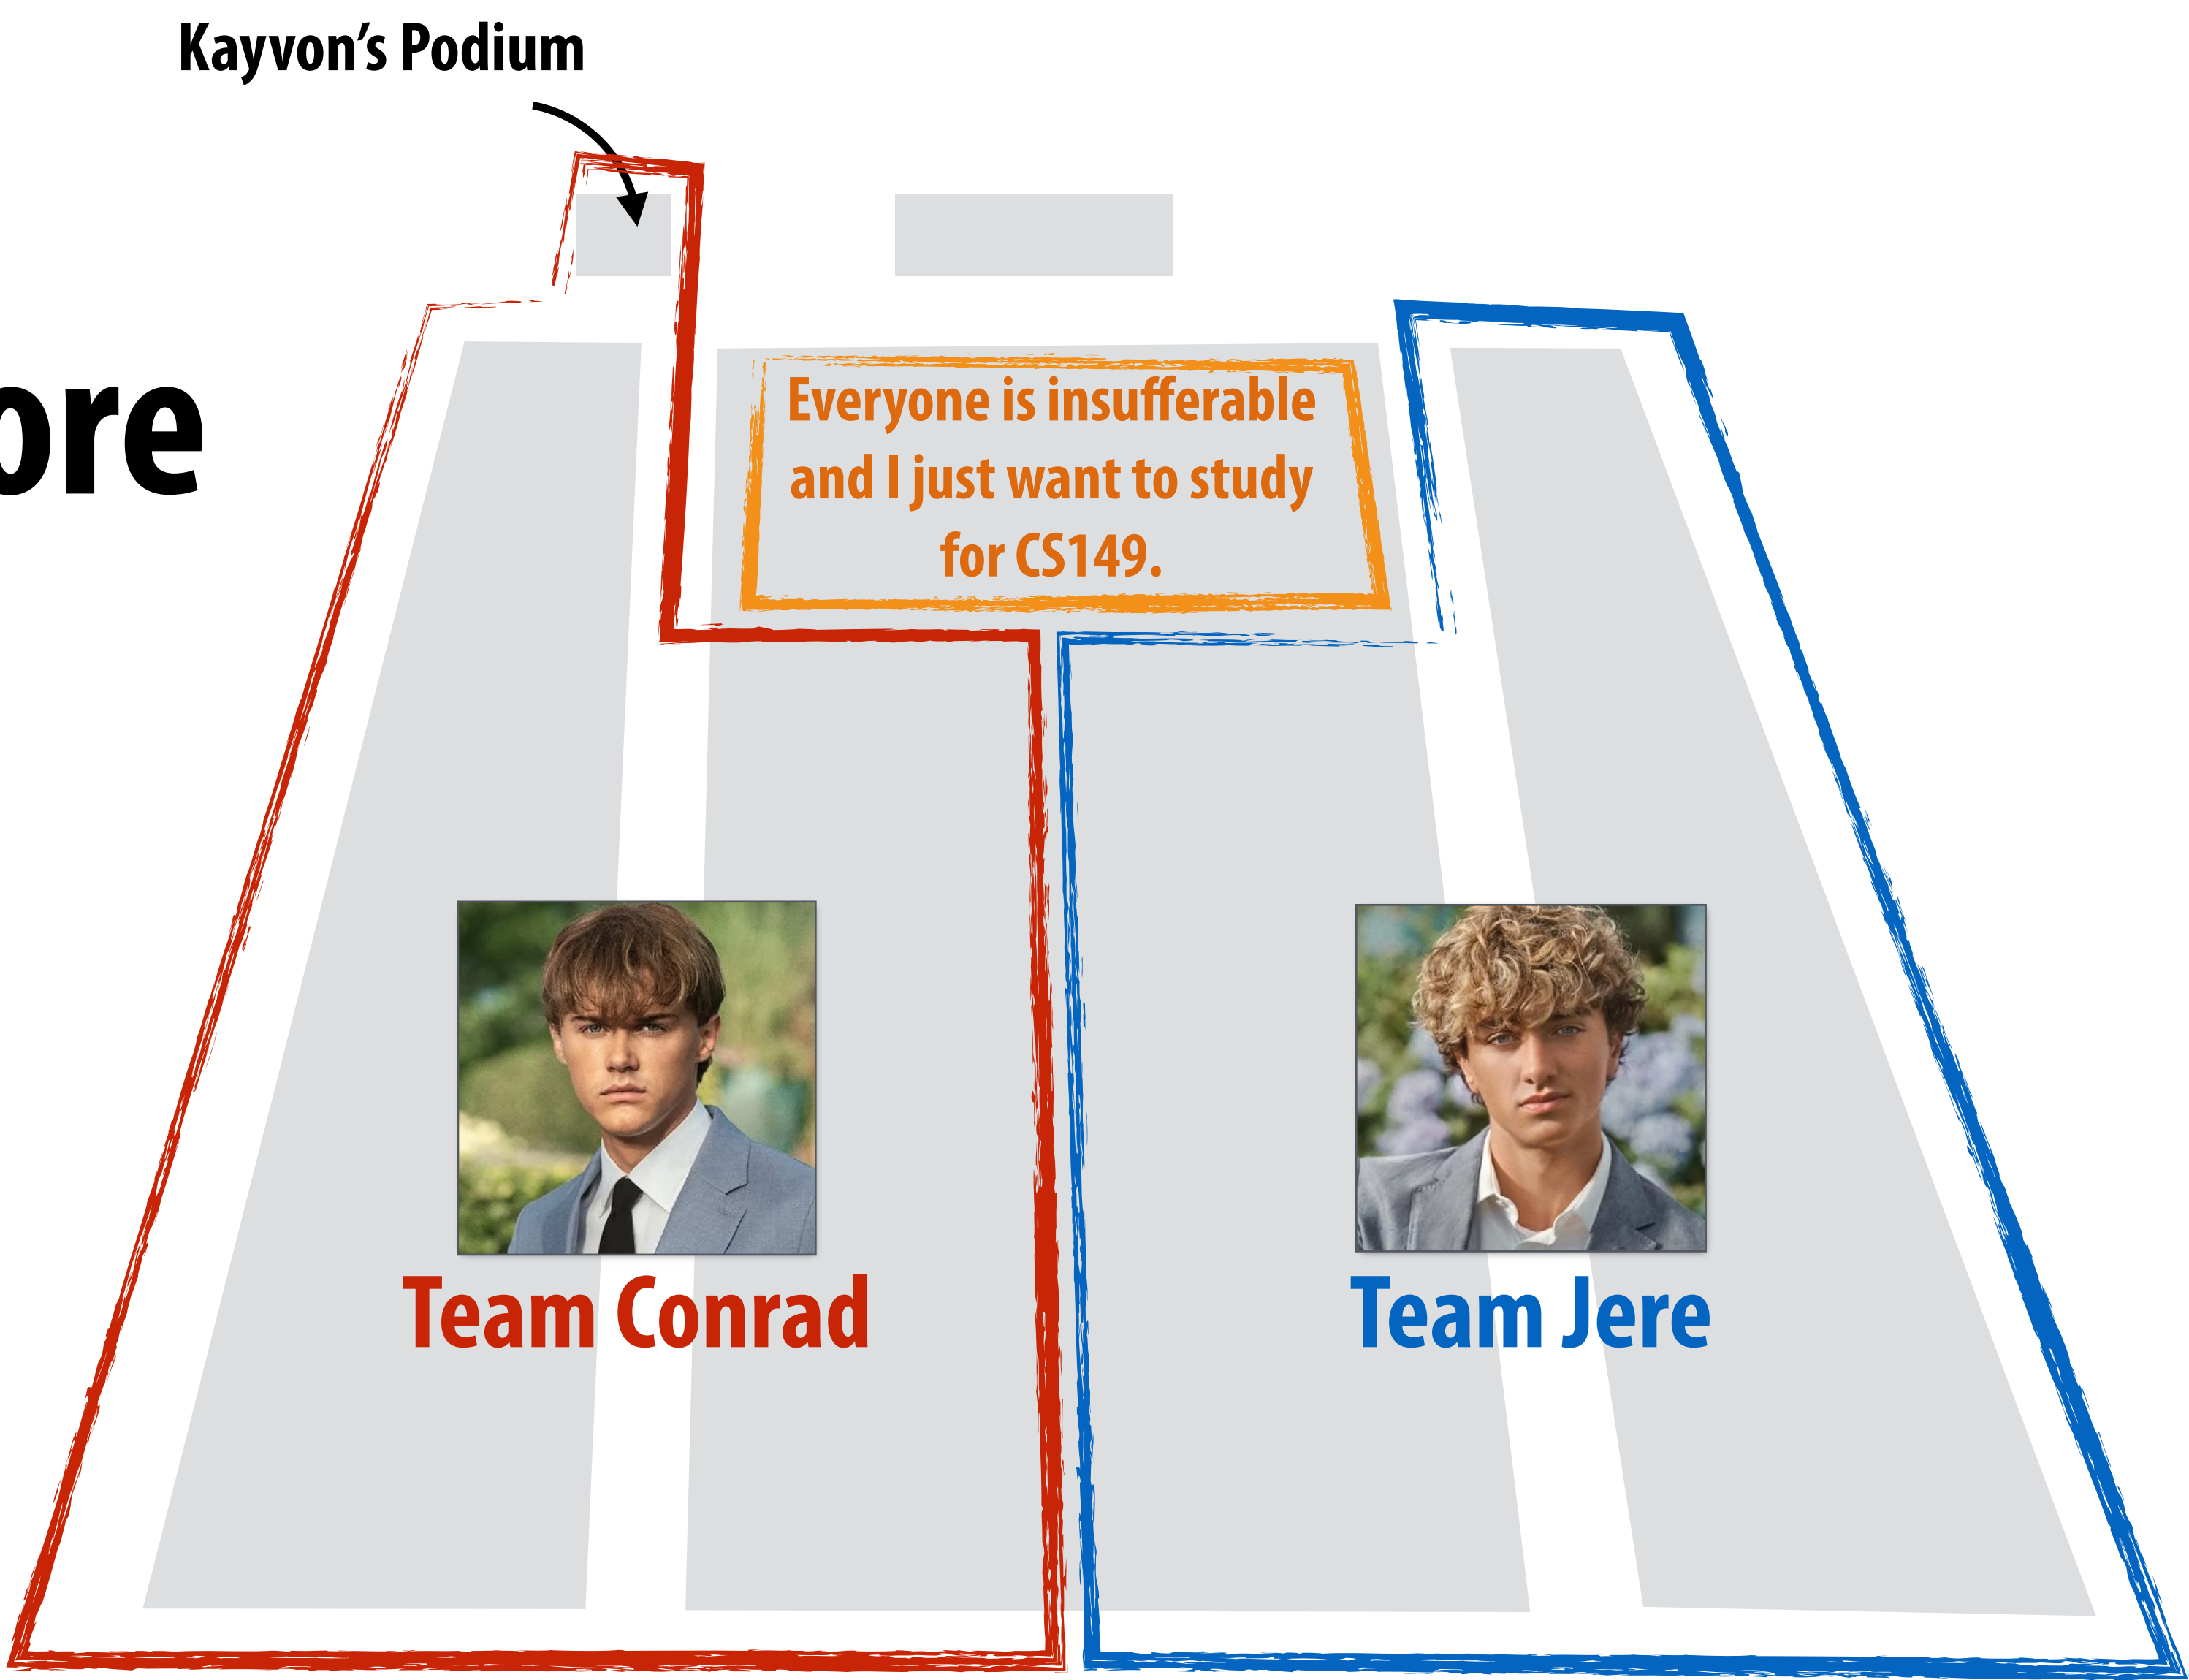 Kayvon's Podium
ore
Everyone is insufferable
and I just want to study
for CS149.
Team Conrad
Team Jere